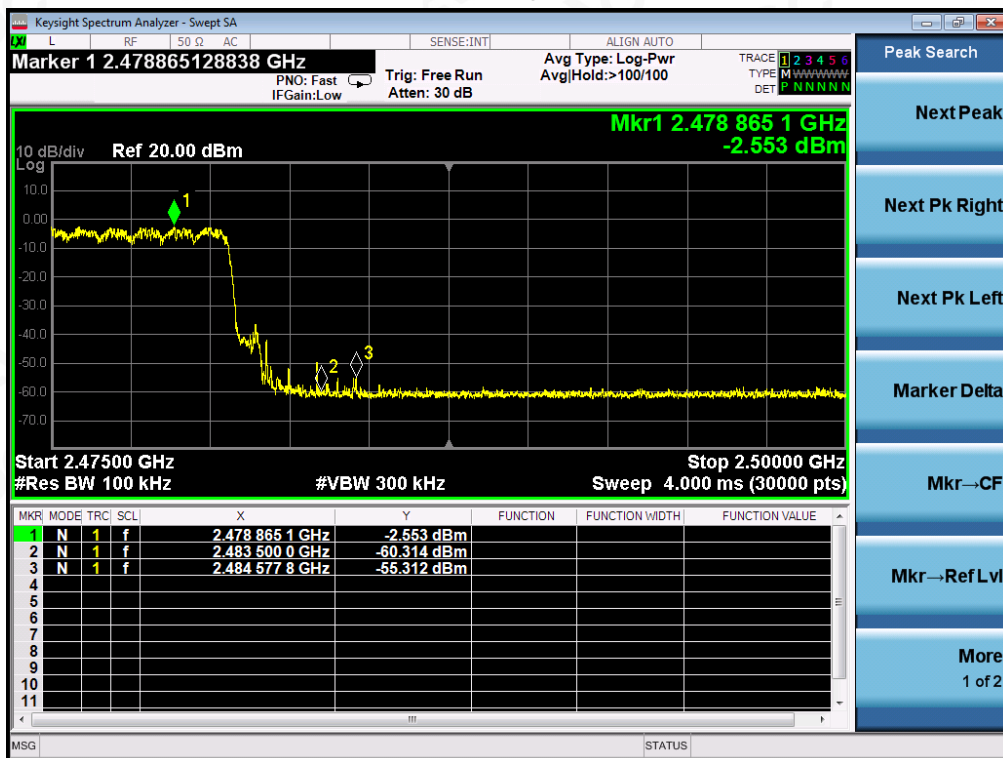 Keysight Spectrum Analyzer - Swept SA
LXI L RF 50 Ω AC SENSE:INT ALIGN AUTO
Marker 1 2.478865128838 GHz
PNO: Fast
IFGain:Low
Trig: Free Run
Atten: 30 dB
Avg Type: Log-Pwr
Avg|Hold:>100/100
TRACE 1 2 3 4 5 6
TYPE M WWWWW
DET P N N N N N
Mkr1 2.478 865 1 GHz
-2.553 dBm
10 dB/div Ref 20.00 dBm
Log
10.0
0.00
-10.0
-20.0
-30.0
-40.0
-50.0
-60.0
-70.0
1
2
3
Start 2.47500 GHz Stop 2.50000 GHz
#Res BW 100 kHz #VBW 300 kHz Sweep 4.000 ms (30000 pts)
MKR MODE TRC SCL X Y FUNCTION FUNCTION WIDTH FUNCTION VALUE
1 N 1 f 2.478 865 1 GHz -2.553 dBm
2 N 1 f 2.483 500 0 GHz -60.314 dBm
3 N 1 f 2.484 577 8 GHz -55.312 dBm
4
5
6
7
8
9
10
11
MSG STATUS
Peak Search
Next Peak
Next Pk Right
Next Pk Left
Marker Delta
Mkr→CF
Mkr→Ref Lvl
More
1 of 2